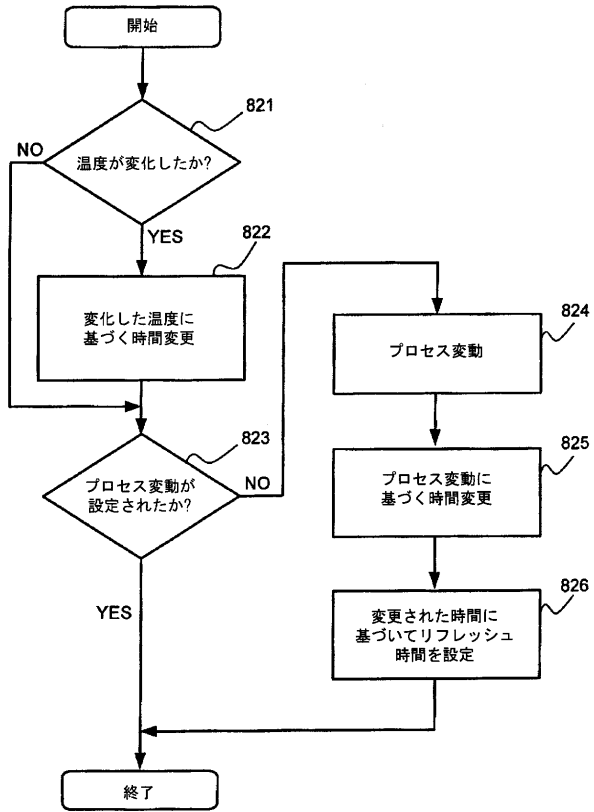 開始
821
温度が変化したか?
NO
YES
822
変化した温度に
基づく時間変更
823
プロセス変動が
設定されたか?
NO
YES
824
プロセス変動
825
プロセス変動に
基づく時間変更
826
変更された時間に
基づいてリフレッシュ
時間を設定
終了